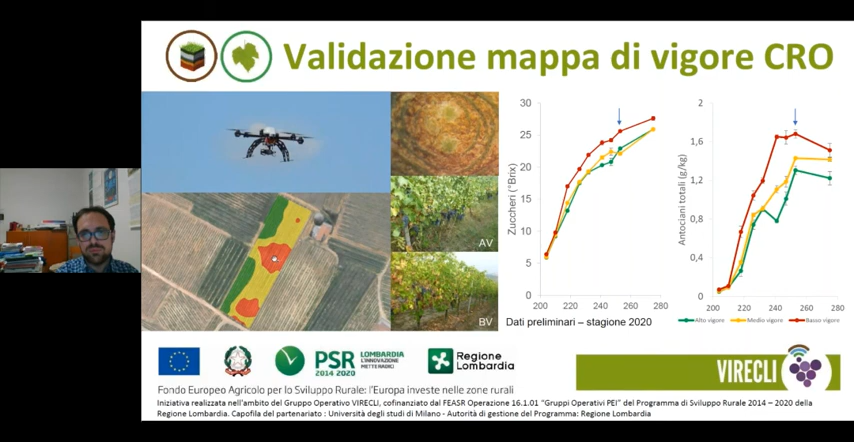 Validazione mappa di vigore CRO
AV
BV
Zuccheri (°Brix)
30
25
20
15
10
5
0
200 220 240 260 280
Antociani totali (g/kg)
2
1,6
1,2
0,8
0,4
0
200 220 240 260 280
Alto vigore Medio vigore Basso vigore
Dati preliminari – stagione 2020
PSR
2014 2020
LOMBARDIA
L'INNOVAZIONE
METTE RADICI
Regione
Lombardia
VIRECLI
Fondo Europeo Agricolo per lo Sviluppo Rurale: l'Europa investe nelle zone rurali
Iniziativa realizzata nell'ambito del Gruppo Operativo VIRECLI, cofinanziato dal FEASR Operazione 16.1.01 "Gruppi Operativi PEI" del Programma di Sviluppo Rurale 2014 – 2020 della
Regione Lombardia. Capofila del partenariato : Università degli studi di Milano - Autorità di gestione del Programma: Regione Lombardia